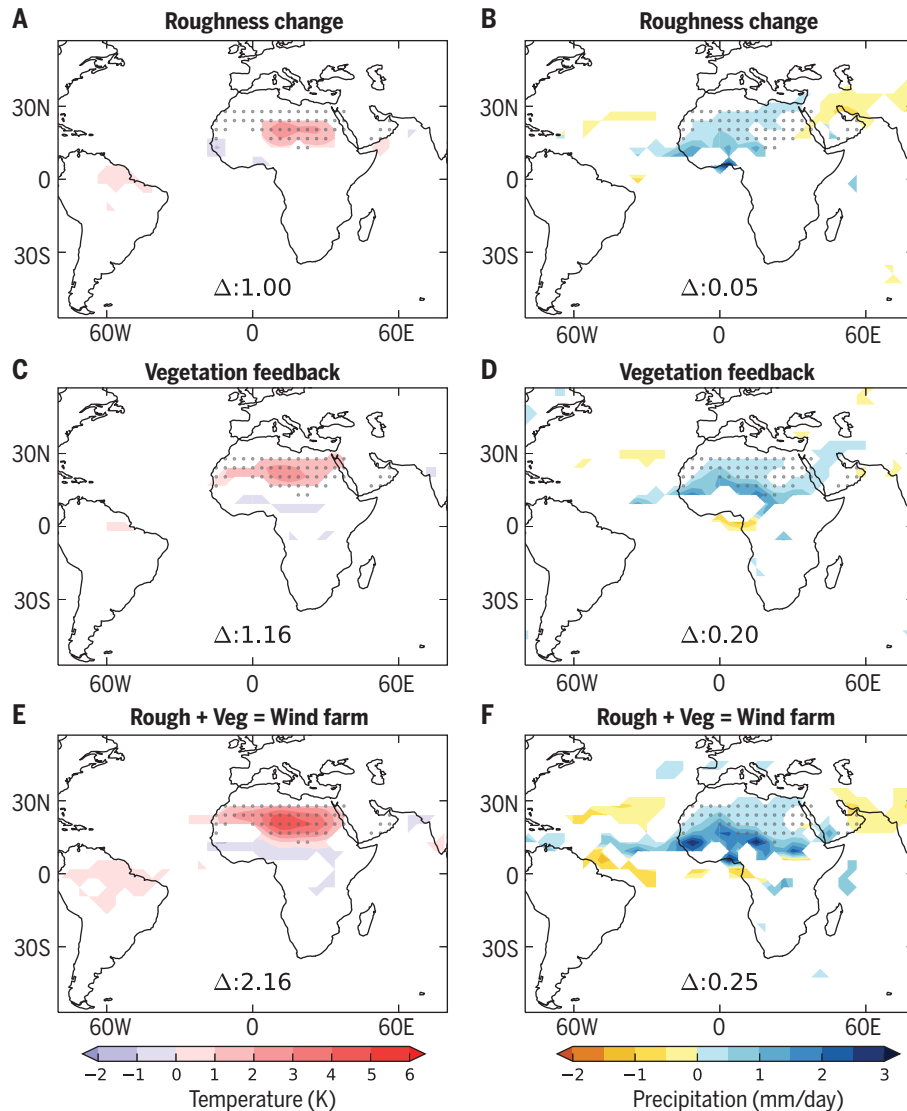 A
Roughness change
30N
0
30S
Δ:1.00
60W
0
60E
B
Roughness change
30N
0
30S
Δ:0.05
60W
0
60E
C
Vegetation feedback
30N
0
30S
Δ:1.16
60W
0
60E
D
Vegetation feedback
30N
0
30S
Δ:0.20
60W
0
60E
E
Rough + Veg = Wind farm
30N
0
30S
Δ:2.16
60W
0
60E
F
Rough + Veg = Wind farm
30N
0
30S
Δ:0.25
60W
0
60E
−2 −1 0 1 2 3 4 5 6
Temperature (K)
−2 −1 0 1 2 3
Precipitation (mm/day)